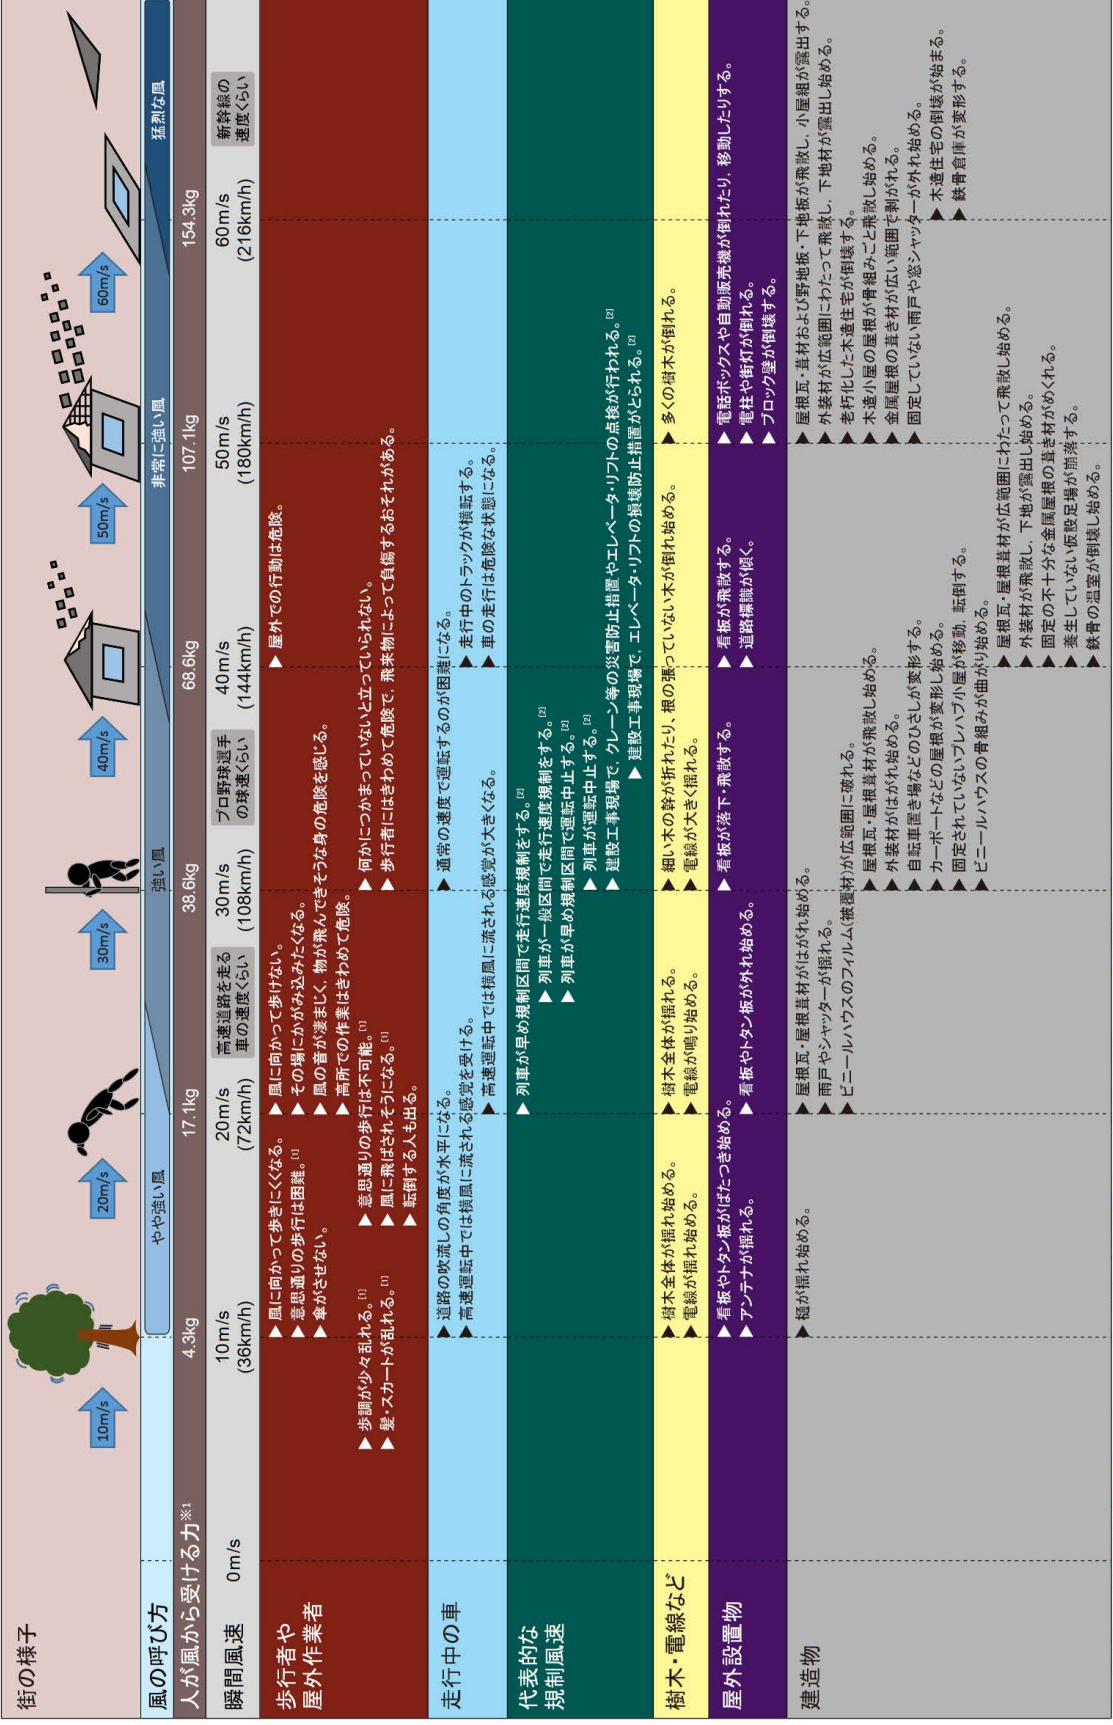 街の様子
10m/s
20m/s
30m/s
40m/s
50m/s
60m/s
風の呼び方
やや強い風
強い風
非常に強い風
猛烈な風
人が風から受ける力※1
4.3kg
17.1kg
38.6kg
68.6kg
107.1kg
154.3kg
瞬間風速
0m/s
10m/s
(36km/h)
20m/s
(72km/h)
高速道路を走る
車の速度くらい
30m/s
(108km/h)
プロ野球選手
の球速くらい
40m/s
(144km/h)
50m/s
(180km/h)
60m/s
(216km/h)
新幹線の
速度くらい
歩行者や
屋外作業者
▶歩調が少々乱れる。[1]
▶髪・スカートが乱れる。[1]
▶風に向かって歩きにくくなる。
▶意思通りの歩行は困難。[1]
▶傘がさせない。
▶意思通りの歩行は不可能。[1]
▶風に飛ばされそうになる。[1]
▶転倒する人も出る。
▶風に向かって歩けない。
▶その場にかがみ込みたくなる。
▶風の音が凄まじく、物が飛んできそうな身の危険を感じる。
▶高所での作業はきわめて危険。
▶何かにつかまっていないと立っていられない。
▶歩行者にはきわめて危険で、飛来物によって負傷するおそれがある。
▶屋外での行動は危険。
走行中の車
▶道路の吹流しの角度が水平になる。
▶高速運転中では横風に流される感覚を受ける。
▶高速運転中では横風に流される感覚が大きくなる。
▶通常の速度で運転するのが困難になる。
▶走行中のトラックが横転する。
▶車の走行は危険な状態になる。
代表的な
規制風速
▶列車が早め規制区間で走行速度規制をする。[2]
▶列車が一般区間で走行速度規制をする。[2]
▶列車が早め規制区間で運転中止する。[2]
▶列車が運転中止する。[2]
▶建設工事現場で、クレーン等の災害防止措置やエレベータ・リフトの点検が行われる。[2]
▶建設工事現場で、エレベータ・リフトの損壊防止措置がとられる。[2]
樹木・電線など
▶樹木全体が揺れ始める。
▶電線が揺れ始める。
▶樹木全体が揺れる。
▶電線が鳴り始める。
▶細い木の幹が折れたり、根の張っていない木が倒れ始める。
▶電線が大きく揺れる。
▶多くの樹木が倒れる。
屋外設置物
▶看板やトタン板がばたつき始める。
▶アンテナが揺れる。
▶看板やトタン板が外れ始める。
▶看板が落下・飛散する。
▶看板が飛散する。
▶道路標識が傾く。
▶電話ボックスや自動販売機が倒れたり、移動したりする。
▶電柱や街灯が倒れる。
▶ブロック壁が倒壊する。
建造物
▶樋が揺れ始める。
▶屋根瓦・屋根葺材がはがれ始める。
▶雨戸やシャッターが揺れる。
▶ビニールハウスのフィルム(被覆材)が広範囲に破れる。
▶屋根瓦・屋根葺材が飛散し始める。
▶外装材がはがれ始める。
▶自転車置き場などのひさしが変形する。
▶カーポートなどの屋根が変形し始める。
▶固定されていないプレハブ小屋が移動、転倒する。
▶ビニールハウスの骨組みが曲がり始める。
▶屋根瓦・屋根葺材が広範囲にわたって飛散し始める。
▶外装材が飛散し、下地が露出し始める。
▶固定の不十分な金属屋根の葺き材がめくれる。
▶養生していない仮設足場が崩落する。
▶鉄骨の温室が倒壊し始める。
▶屋根瓦・葺材および野地板・下地板が飛散し、小屋組が露出する。
▶外装材が広範囲にわたって飛散し、下地材が露出し始める。
▶老朽化した木造住宅が倒壊する。
▶木造小屋の屋根が骨組みごと飛散し始める。
▶金属屋根の葺き材が広い範囲で剥がれる。
▶固定していない雨戸や窓シャッターが外れ始める。
▶木造住宅の倒壊が始まる。
▶鉄骨倉庫が変形する。